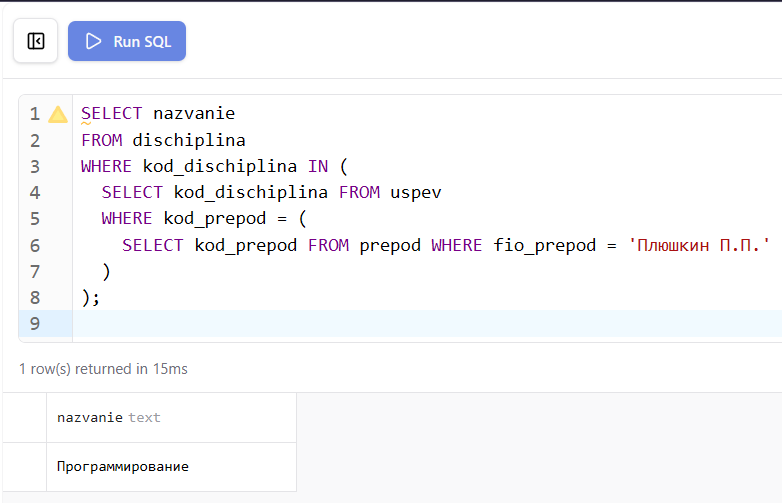 Run SQL
1 SELECT nazvanie
2 FROM dischiplina
3 WHERE kod_dischiplina IN (
4 SELECT kod_dischiplina FROM uspev
5 WHERE kod_prepod = (
6 SELECT kod_prepod FROM prepod WHERE fio_prepod = 'Плюшкин П.П.'
7 )
8 );
9
1 row(s) returned in 15ms
nazvanie text
Программирование